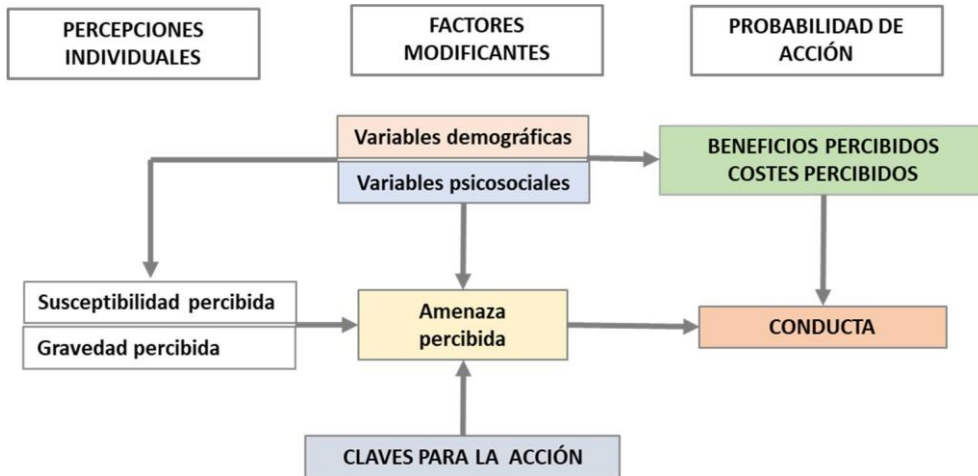 PERCEPCIONES
INDIVIDUALES
FACTORES
MODIFICANTES
PROBABILIDAD DE
ACCIÓN
Variables demográficas
Variables psicosociales
BENEFICIOS PERCIBIDOS
COSTES PERCIBIDOS
Susceptibilidad percibida
Gravedad percibida
Amenaza
percibida
CONDUCTA
CLAVES PARA LA ACCIÓN